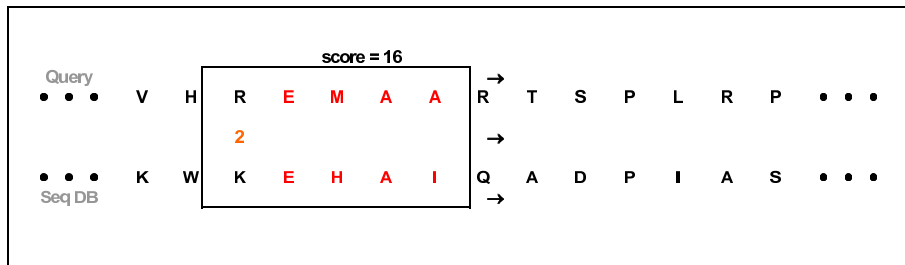 score = 16
Query
• • • V H R E M A A R T S P L R P • • •
→
2 →
• • • K W K E H A I Q A D P I A S • • •
Seq DB →